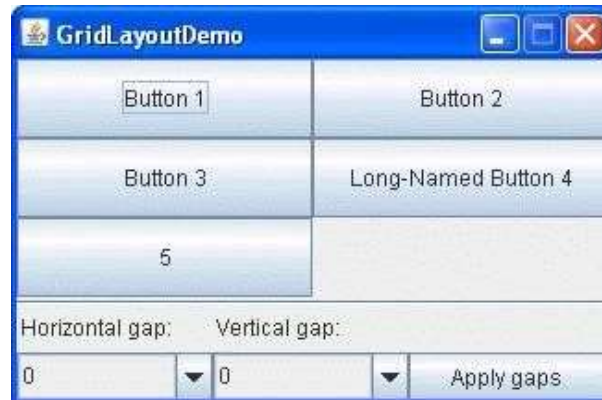 GridLayoutDemo
Button 1 Button 2
Button 3 Long-Named Button 4
5
Horizontal gap: Vertical gap:
0 0 Apply gaps